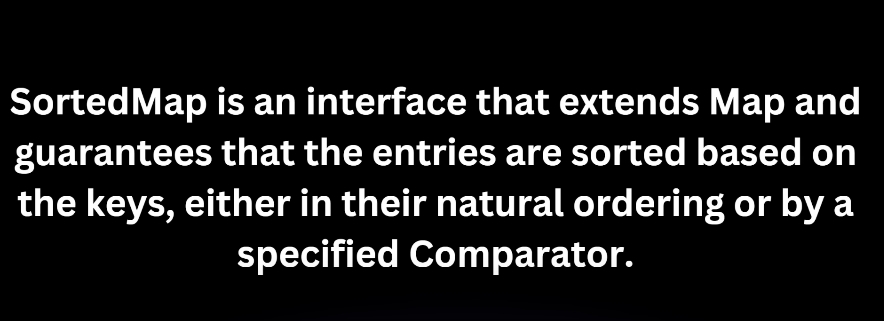 SortedMap is an interface that extends Map and
guarantees that the entries are sorted based on
the keys, either in their natural ordering or by a
specified Comparator.